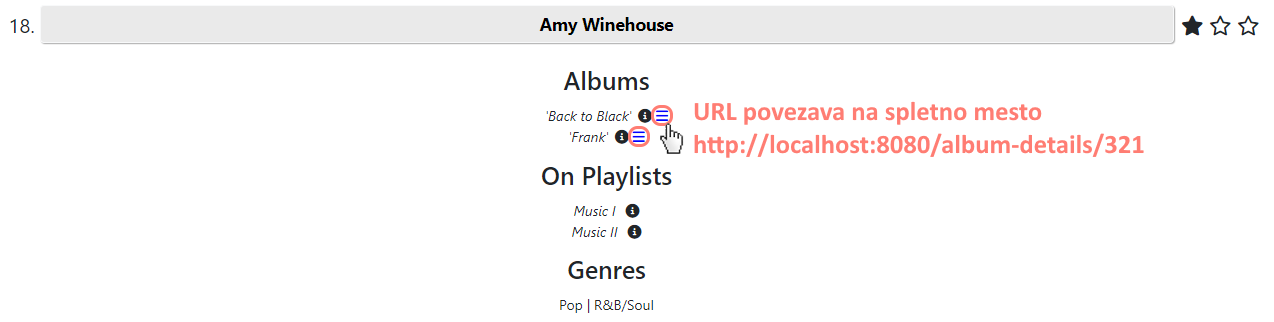 18. Amy Winehouse
Albums
'Back to Black'
'Frank'
URL povezava na spletno mesto
http://localhost:8080/album-details/321
On Playlists
Music I
Music II
Genres
Pop | R&B/Soul